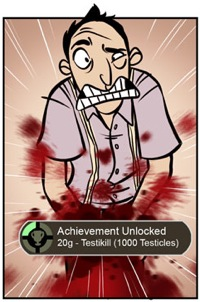 Achievement Unlocked
20g - Testikill (1000 Testicles)